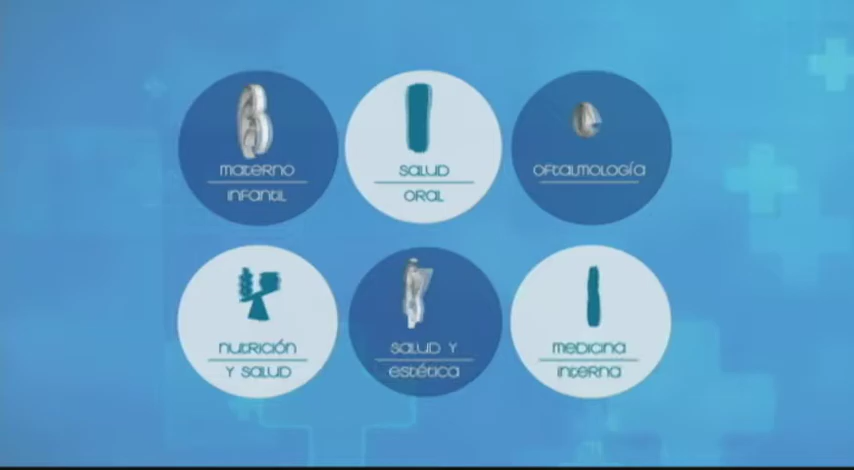 materno
infantil
salud
oral
oftalmología
nutrición
y salud
salud y
estética
medicina
interna